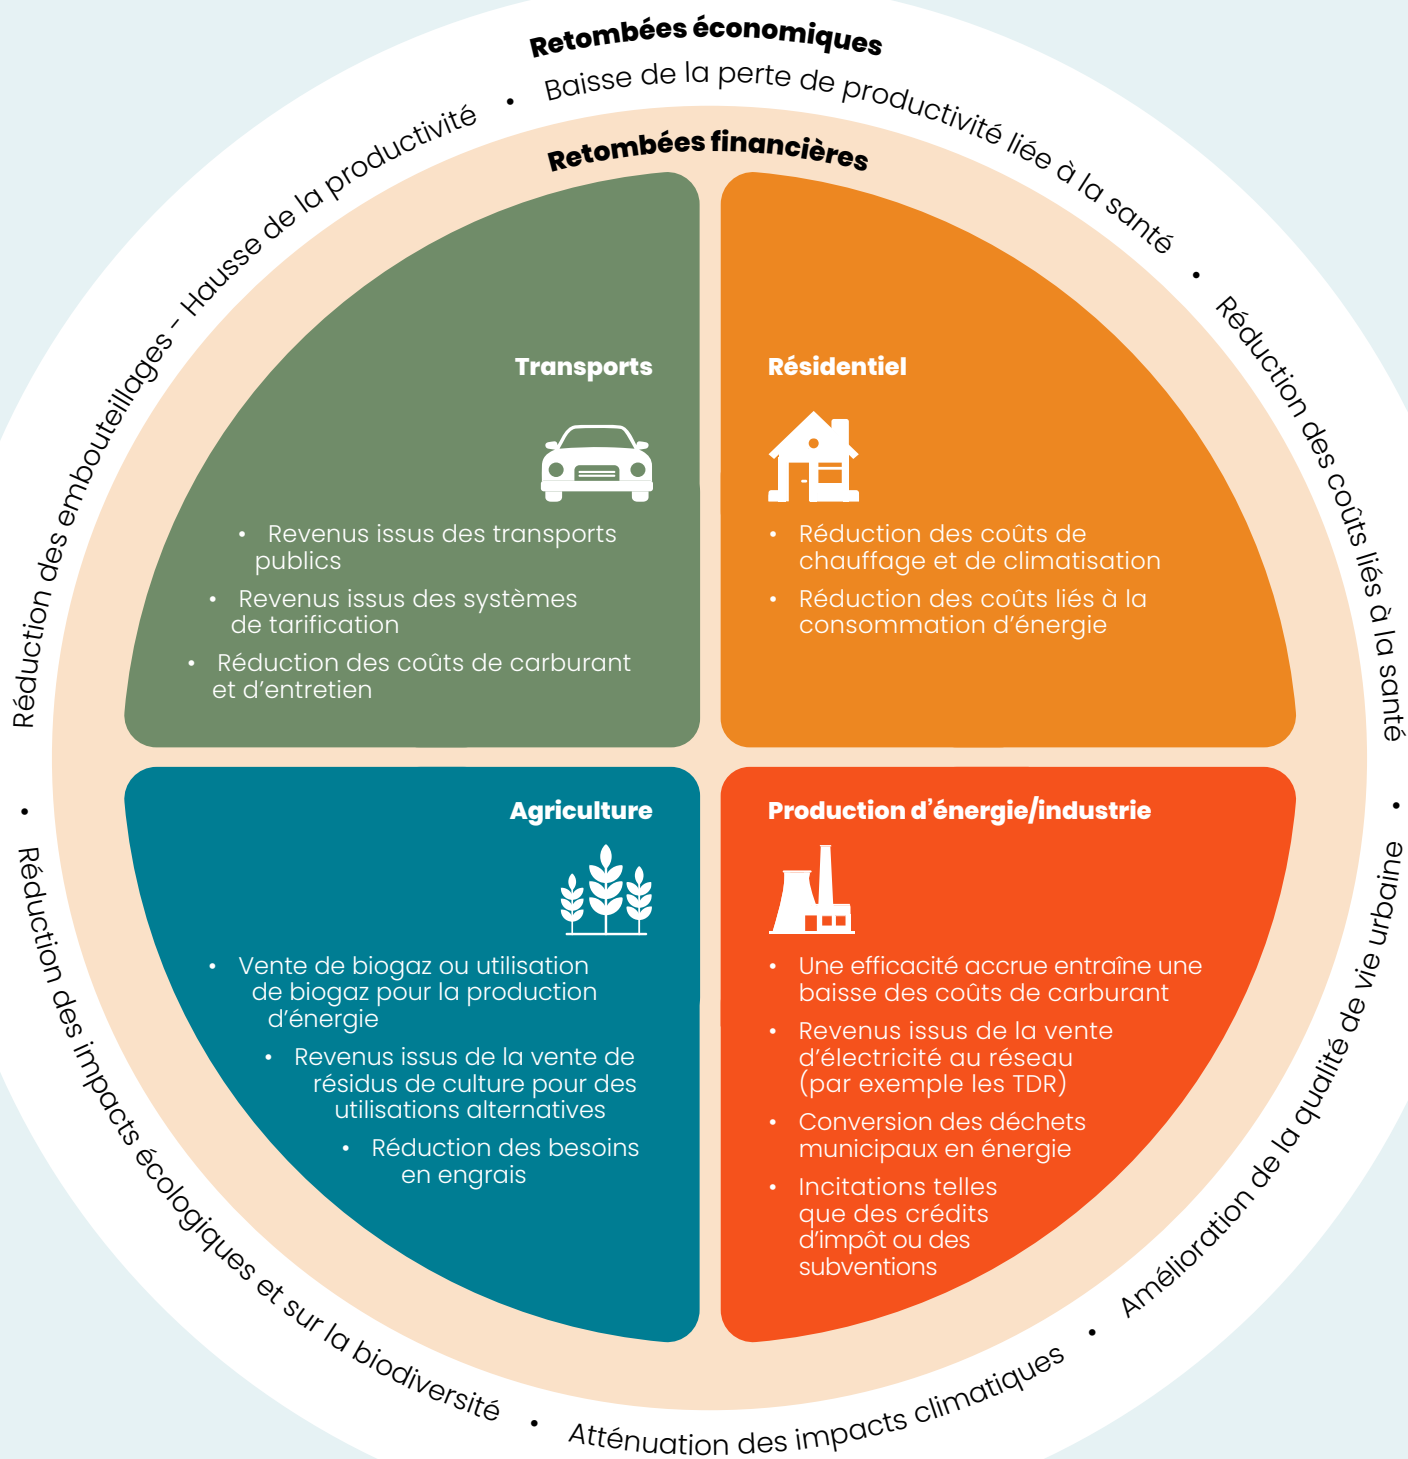 Retombées économiques
Baisse de la perte de productivité liée à la santé
•
Réduction des coûts liés à la santé
•
Amélioration de la qualité de vie urbaine
•
Atténuation des impacts climatiques
•
Réduction des impacts écologiques et sur la biodiversité
•
Réduction des embouteillages - Hausse de la productivité
•
Retombées financières
Transports
• Revenus issus des transports
publics
• Revenus issus des systèmes
de tarification
• Réduction des coûts de carburant
et d’entretien
Résidentiel
• Réduction des coûts de
chauffage et de climatisation
• Réduction des coûts liés à la
consommation d’énergie
Agriculture
• Vente de biogaz ou utilisation
de biogaz pour la production
d’énergie
• Revenus issus de la vente de
résidus de culture pour des
utilisations alternatives
• Réduction des besoins
en engrais
Production d’énergie/industrie
• Une efficacité accrue entraîne une
baisse des coûts de carburant
• Revenus issus de la vente
d’électricité au réseau
(par exemple les TDR)
• Conversion des déchets
municipaux en énergie
• Incitations telles
que des crédits
d’impôt ou des
subventions